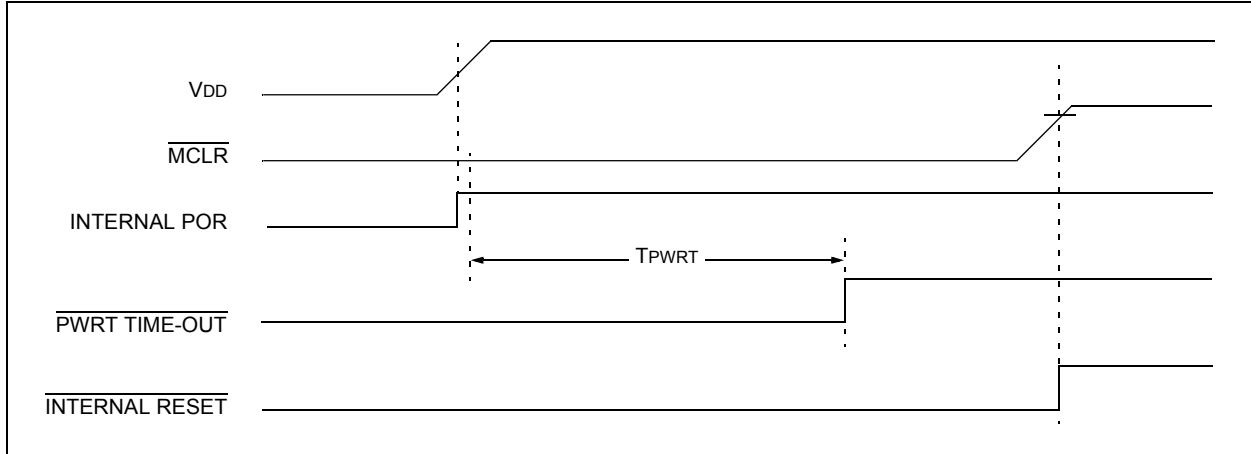 VDD
MCLR
INTERNAL POR
TPWRT
PWRT TIME-OUT
INTERNAL RESET